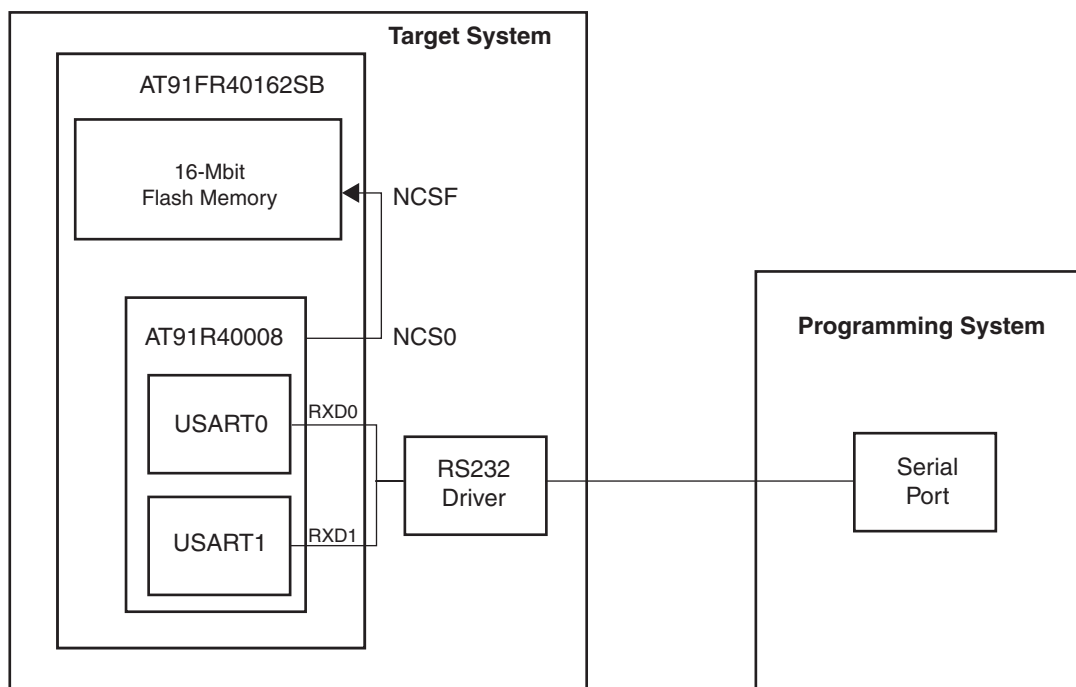 Target System
AT91FR40162SB
16-Mbit
Flash Memory
NCSF
AT91R40008
NCS0
USART0
RXD0
USART1
RXD1
RS232
Driver
Programming System
Serial
Port